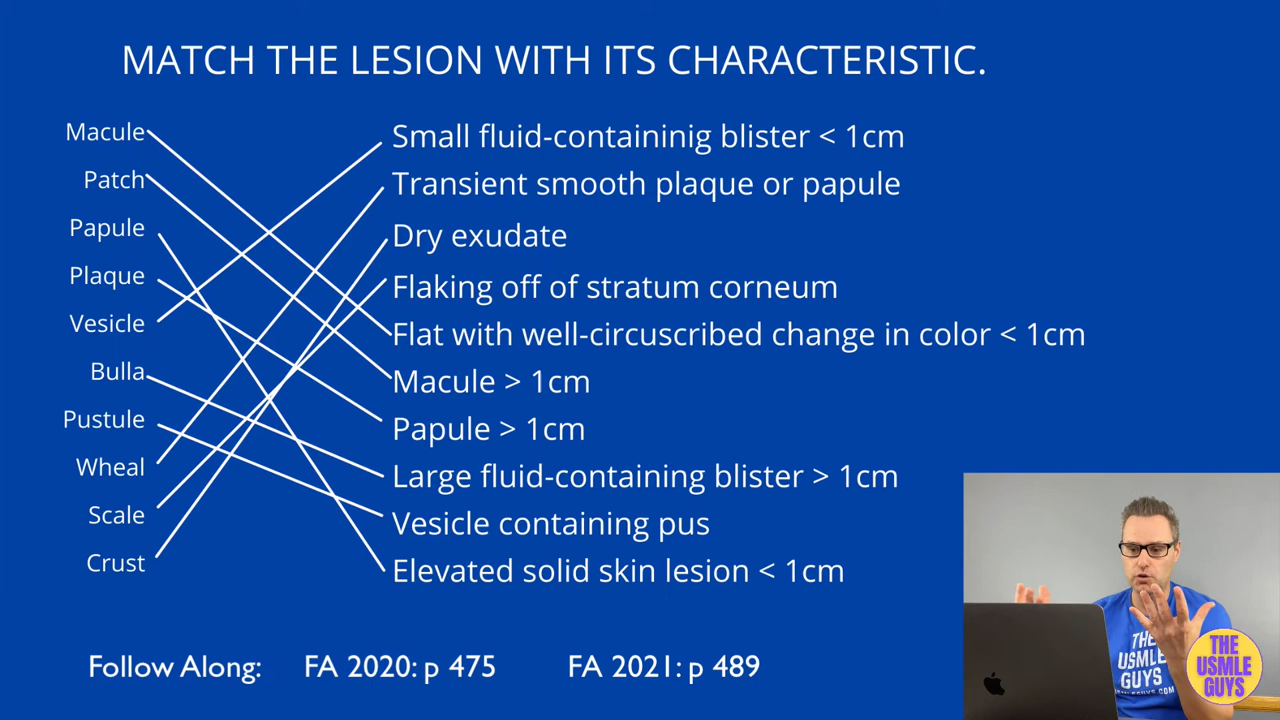 MATCH THE LESION WITH ITS CHARACTERISTIC.
Macule
Patch
Papule
Plaque
Vesicle
Bulla
Pustule
Wheal
Scale
Crust
Small fluid-containinig blister < 1cm
Transient smooth plaque or papule
Dry exudate
Flaking off of stratum corneum
Flat with well-circuscribed change in color < 1cm
Macule > 1cm
Papule > 1cm
Large fluid-containing blister > 1cm
Vesicle containing pus
Elevated solid skin lesion < 1cm
Follow Along: FA 2020: p 475 FA 2021: p 489
THE
USMLE
GUYS
THE
USMLE
GUYS